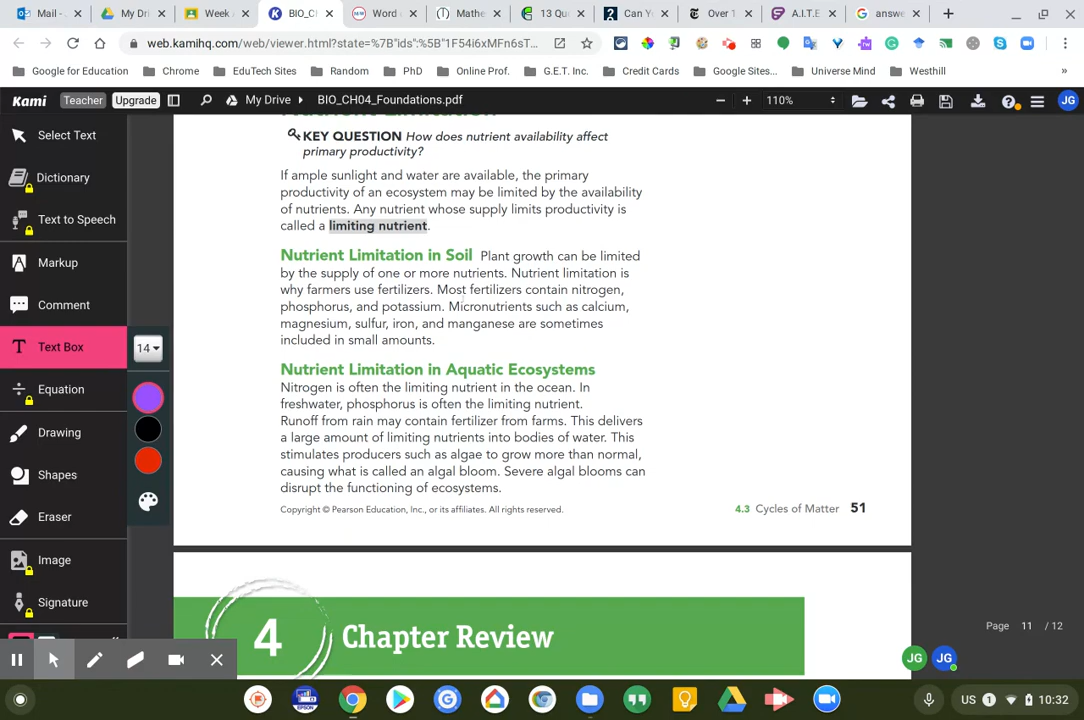 Mail -
My Dri
Week
BIO_C
Word c
Mathe
13 Qu
Can Y
Over 1
A.I.T.E
answe
web.kamihq.com/web/viewer.html?state=%7B"ids":%5B"1F54i6xMFn6sT...
Google for Education
Chrome
EduTech Sites
Random
PhD
Online Prof.
G.E.T. Inc.
Credit Cards
Google Sites...
Universe Mind
Westhill
»
Kami
Teacher
Upgrade
My Drive
BIO_CH04_Foundations.pdf
110%
JG
Select Text
Dictionary
Text to Speech
Markup
Comment
Text Box
14
Equation
Drawing
Shapes
Eraser
Image
Signature
KEY QUESTION How does nutrient availability affect
primary productivity?
If ample sunlight and water are available, the primary
productivity of an ecosystem may be limited by the availability
of nutrients. Any nutrient whose supply limits productivity is
called a limiting nutrient.
Nutrient Limitation in Soil Plant growth can be limited
by the supply of one or more nutrients. Nutrient limitation is
why farmers use fertilizers. Most fertilizers contain nitrogen,
phosphorus, and potassium. Micronutrients such as calcium,
magnesium, sulfur, iron, and manganese are sometimes
included in small amounts.
Nutrient Limitation in Aquatic Ecosystems
Nitrogen is often the limiting nutrient in the ocean. In
freshwater, phosphorus is often the limiting nutrient.
Runoff from rain may contain fertilizer from farms. This delivers
a large amount of limiting nutrients into bodies of water. This
stimulates producers such as algae to grow more than normal,
causing what is called an algal bloom. Severe algal blooms can
disrupt the functioning of ecosystems.
Copyright © Pearson Education, Inc., or its affiliates. All rights reserved.
4.3 Cycles of Matter 51
4 Chapter Review
Page 11 / 12
JG JG
US 1 10:32